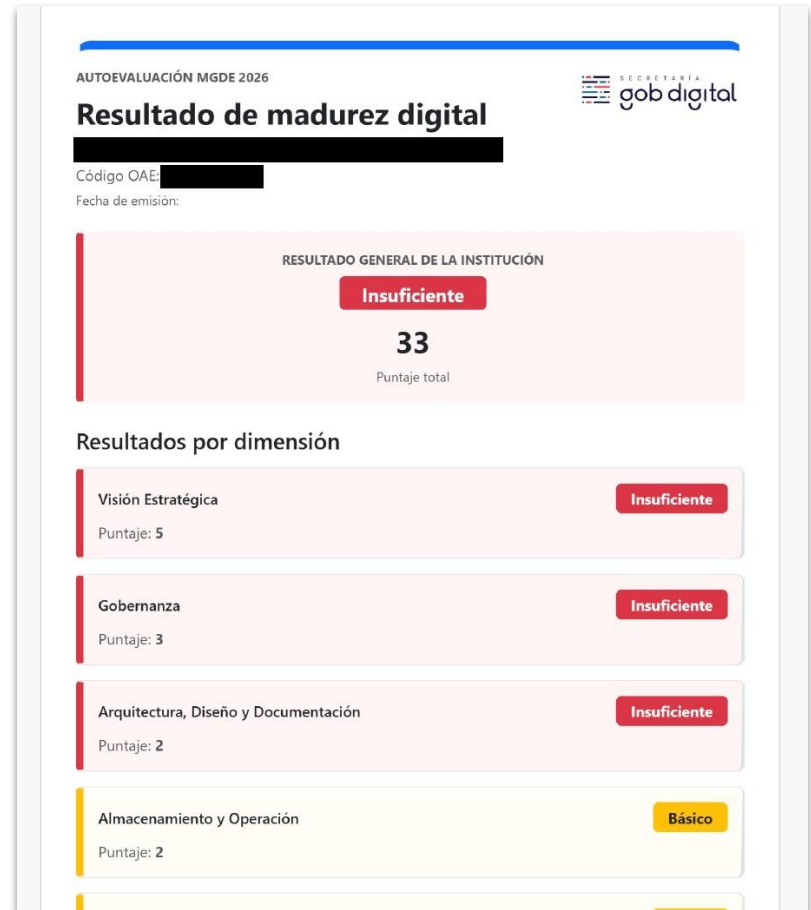 AUTOEVALUACIÓN MGDE 2026
SECRETARÍA
gob digital
Resultado de madurez digital
Código OAE:
Fecha de emisión:
RESULTADO GENERAL DE LA INSTITUCIÓN
Insuficiente
33
Puntaje total
Resultados por dimensión
Visión Estratégica
Insuficiente
Puntaje: 5
Gobernanza
Insuficiente
Puntaje: 3
Arquitectura, Diseño y Documentación
Insuficiente
Puntaje: 2
Almacenamiento y Operación
Básico
Puntaje: 2